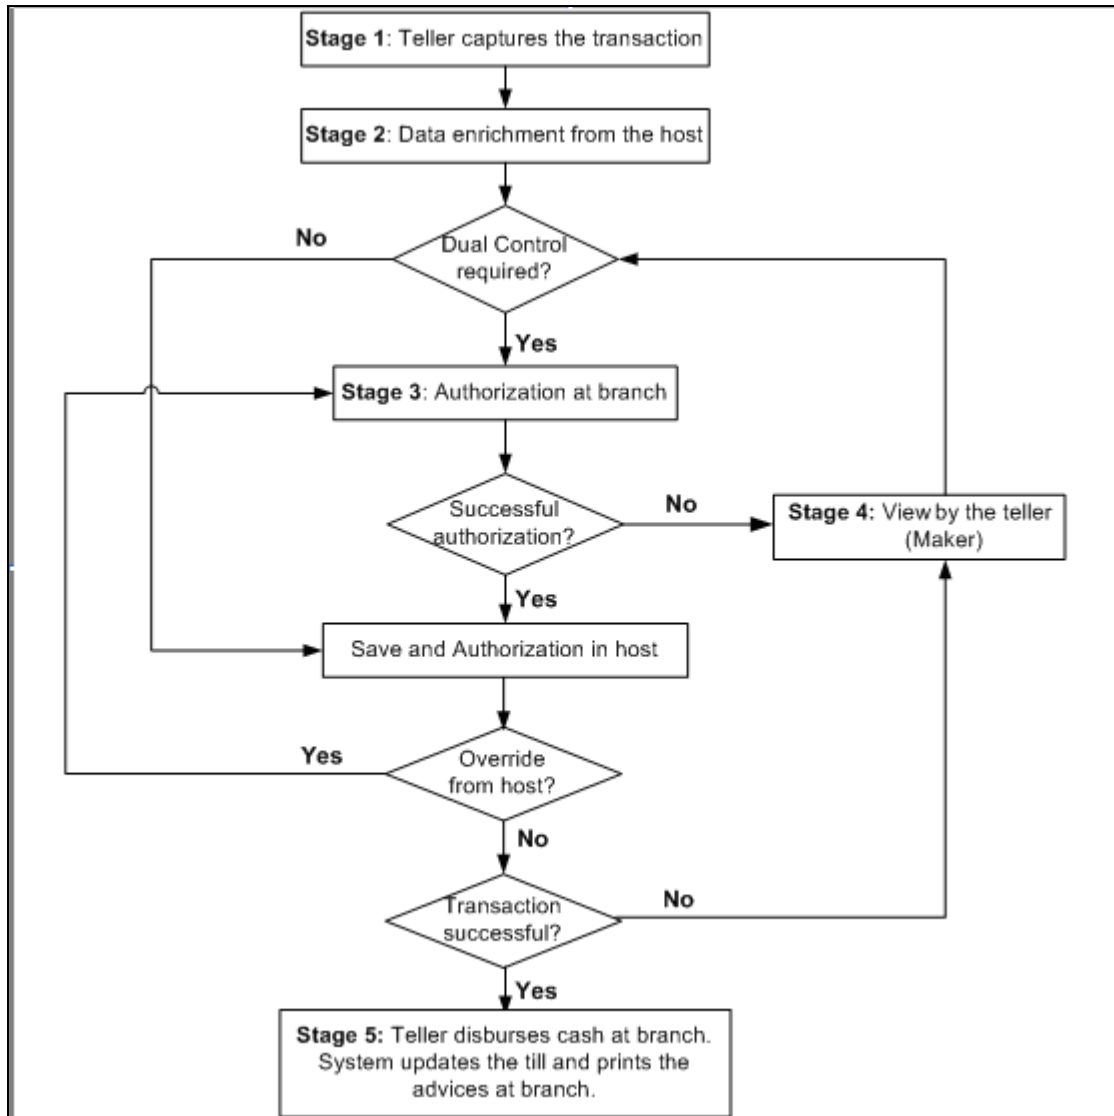 Stage 1: Teller captures the transaction
Stage 2: Data enrichment from the host
No
Dual Control
required?
Yes
Stage 3: Authorization at branch
Successful
authorization?
No
Stage 4: View by the teller
(Maker)
Yes
Save and Authorization in host
Yes
Override
from host?
No
Transaction
successful?
No
Yes
Stage 5: Teller disburses cash at branch.
System updates the till and prints the
advices at branch.